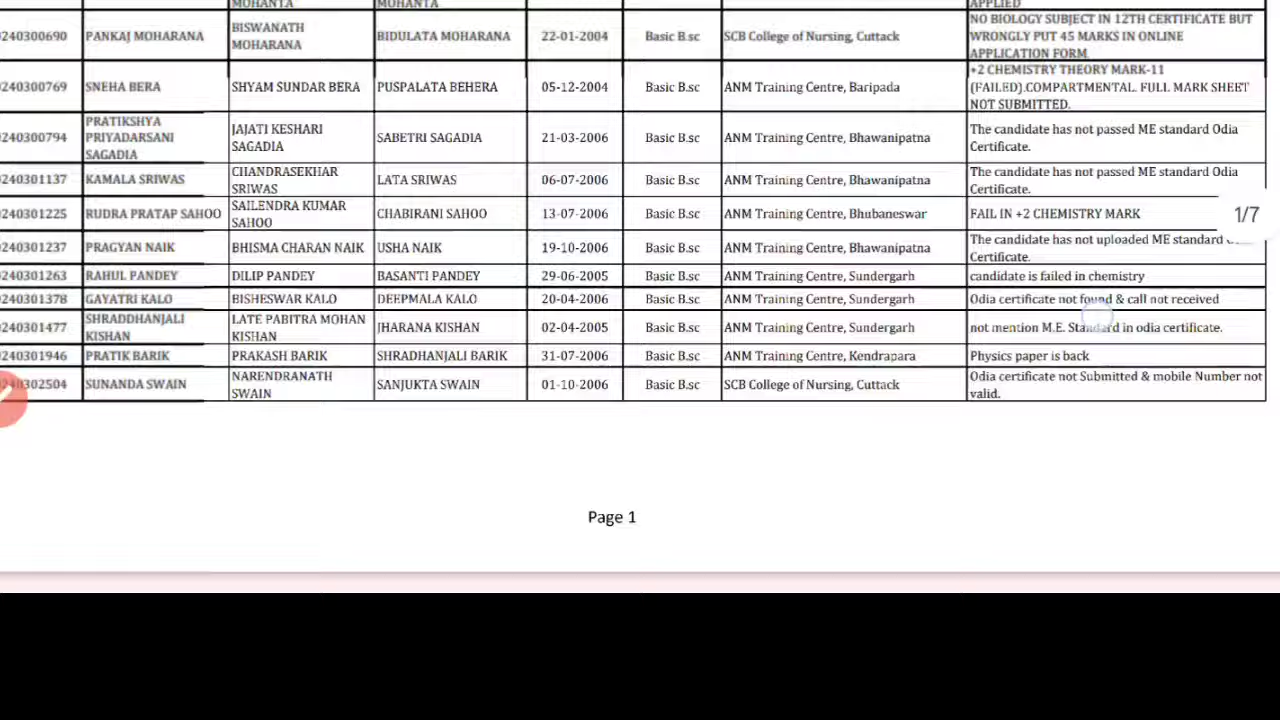 MOHANTA MOHANTA APPLIED
240300690 PANKAJ MOHARANA BISWANATH MOHARANA BIDULATA MOHARANA 22-01-2004 Basic B.sc SCB College of Nursing, Cuttack NO BIOLOGY SUBJECT IN 12TH CERTIFICATE BUT WRONGLY PUT 45 MARKS IN ONLINE APPLICATION FORM.
240300769 SNEHA BERA SHYAM SUNDAR BERA PUSPALATA BEHERA 05-12-2004 Basic B.sc ANM Training Centre, Baripada +2 CHEMISTRY THEORY MARK-11 (FAILED).COMPARTMENTAL. FULL MARK SHEET NOT SUBMITTED.
240300794 PRATIKSHYA PRIYADARSANI SAGADIA JAJATI KESHARI SAGADIA SABETRI SAGADIA 21-03-2006 Basic B.sc ANM Training Centre, Bhawanipatna The candidate has not passed ME standard Odia Certificate.
240301137 KAMALA SRIWAS CHANDRASEKHAR SRIWAS LATA SRIWAS 06-07-2006 Basic B.sc ANM Training Centre, Bhawanipatna The candidate has not passed ME standard Odia Certificate.
240301225 RUDRA PRATAP SAHOO SAILENDRA KUMAR SAHOO CHABIRANI SAHOO 13-07-2006 Basic B.sc ANM Training Centre, Bhubaneswar FAIL IN +2 CHEMISTRY MARK
1/7
240301237 PRAGYAN NAIK BHISMA CHARAN NAIK USHA NAIK 19-10-2006 Basic B.sc ANM Training Centre, Bhawanipatna The candidate has not uploaded ME standard Certificate.
240301263 RAHUL PANDEY DILIP PANDEY BASANTI PANDEY 29-06-2005 Basic B.sc ANM Training Centre, Sundergarh candidate is failed in chemistry
240301378 GAYATRI KALO BISHESWAR KALO DEEPMALA KALO 20-04-2006 Basic B.sc ANM Training Centre, Sundergarh Odia certificate not found & call not received
240301477 SHRADDHANJALI KISHAN LATE PABITRA MOHAN KISHAN JHARANA KISHAN 02-04-2005 Basic B.sc ANM Training Centre, Sundergarh not mention M.E. Standard in odia certificate.
240301946 PRATIK BARIK PRAKASH BARIK SHRADHANJALI BARIK 31-07-2006 Basic B.sc ANM Training Centre, Kendrapara Physics paper is back
240302504 SUNANDA SWAIN NARENDRANATH SWAIN SANJUKTA SWAIN 01-10-2006 Basic B.sc SCB College of Nursing, Cuttack Odia certificate not Submitted & mobile Number not valid.
Page 1